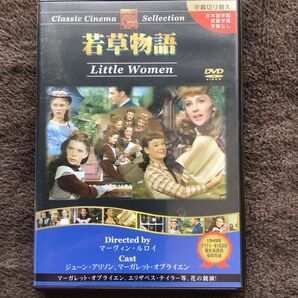 Classic Cinema Selection
字幕切り替え
日本語字幕
英語字幕
字幕なし
若草物語
Little Women
DVD
VIDEO
Directed by
マーヴィン・ルロイ
Cast
ジューン・アリソン、マーガレット・オブライエン
マーガレット・オブライエン、エリザベス・テイラー等、花の競演!